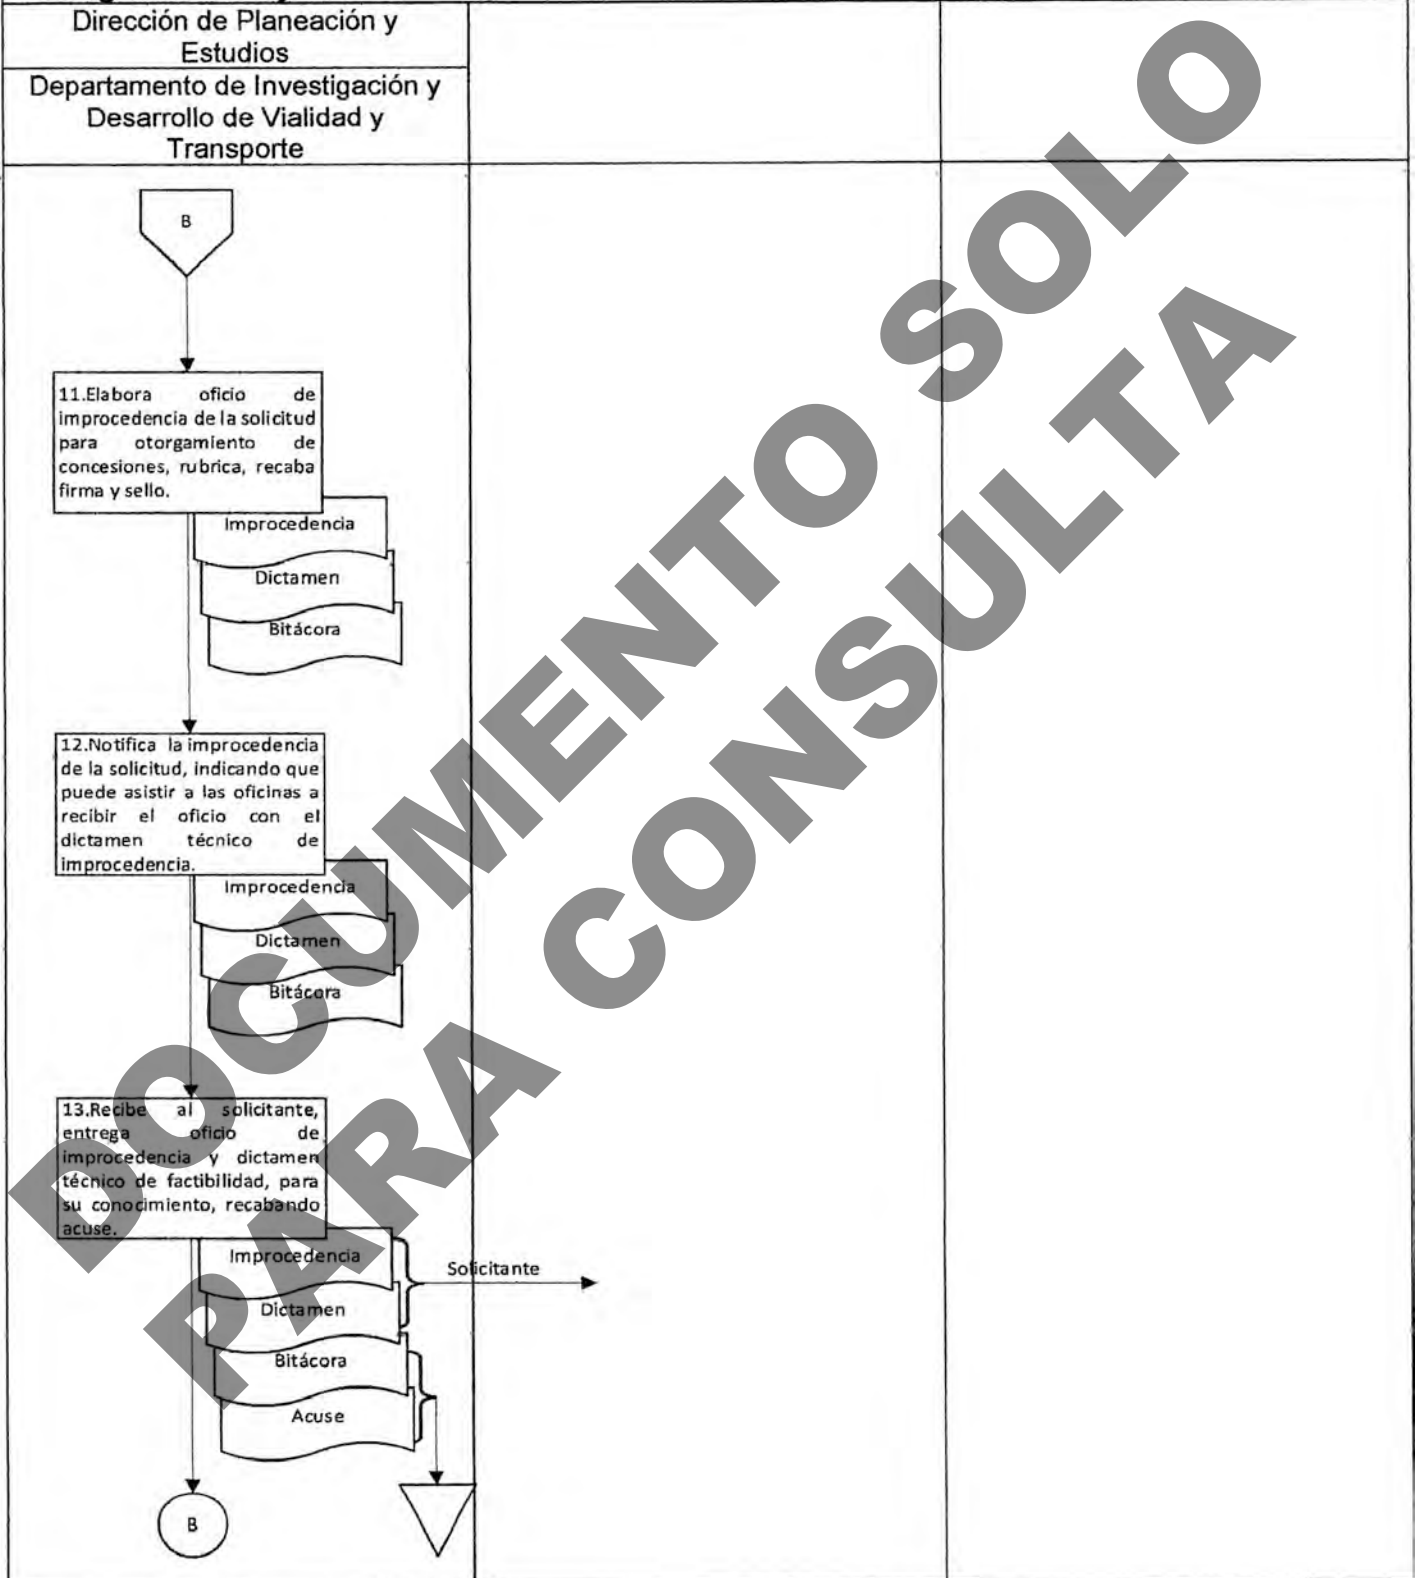 Dirección de Planeación y
Estudios
Departamento de Investigación y
Desarrollo de Vialidad y
Transporte
B
11.Elabora oficio de
improcedencia de la solicitud
para otorgamiento de
concesiones, rubrica, recaba
firma y sello.
Improcedencia
Dictamen
Bitácora
12.Notifica la improcedencia
de la solicitud, indicando que
puede asistir a las oficinas a
recibir el oficio con el
dictamen técnico de
improcedencia.
Improcedencia
Dictamen
Bitácora
13.Recibe al solicitante,
entrega oficio de
improcedencia y dictamen
técnico de factibilidad, para
su conocimiento, recabando
acuse.
Improcedencia
Solicitante
Dictamen
Bitácora
Acuse
B
DOCUMENTO SOLO
PARA CONSULTA